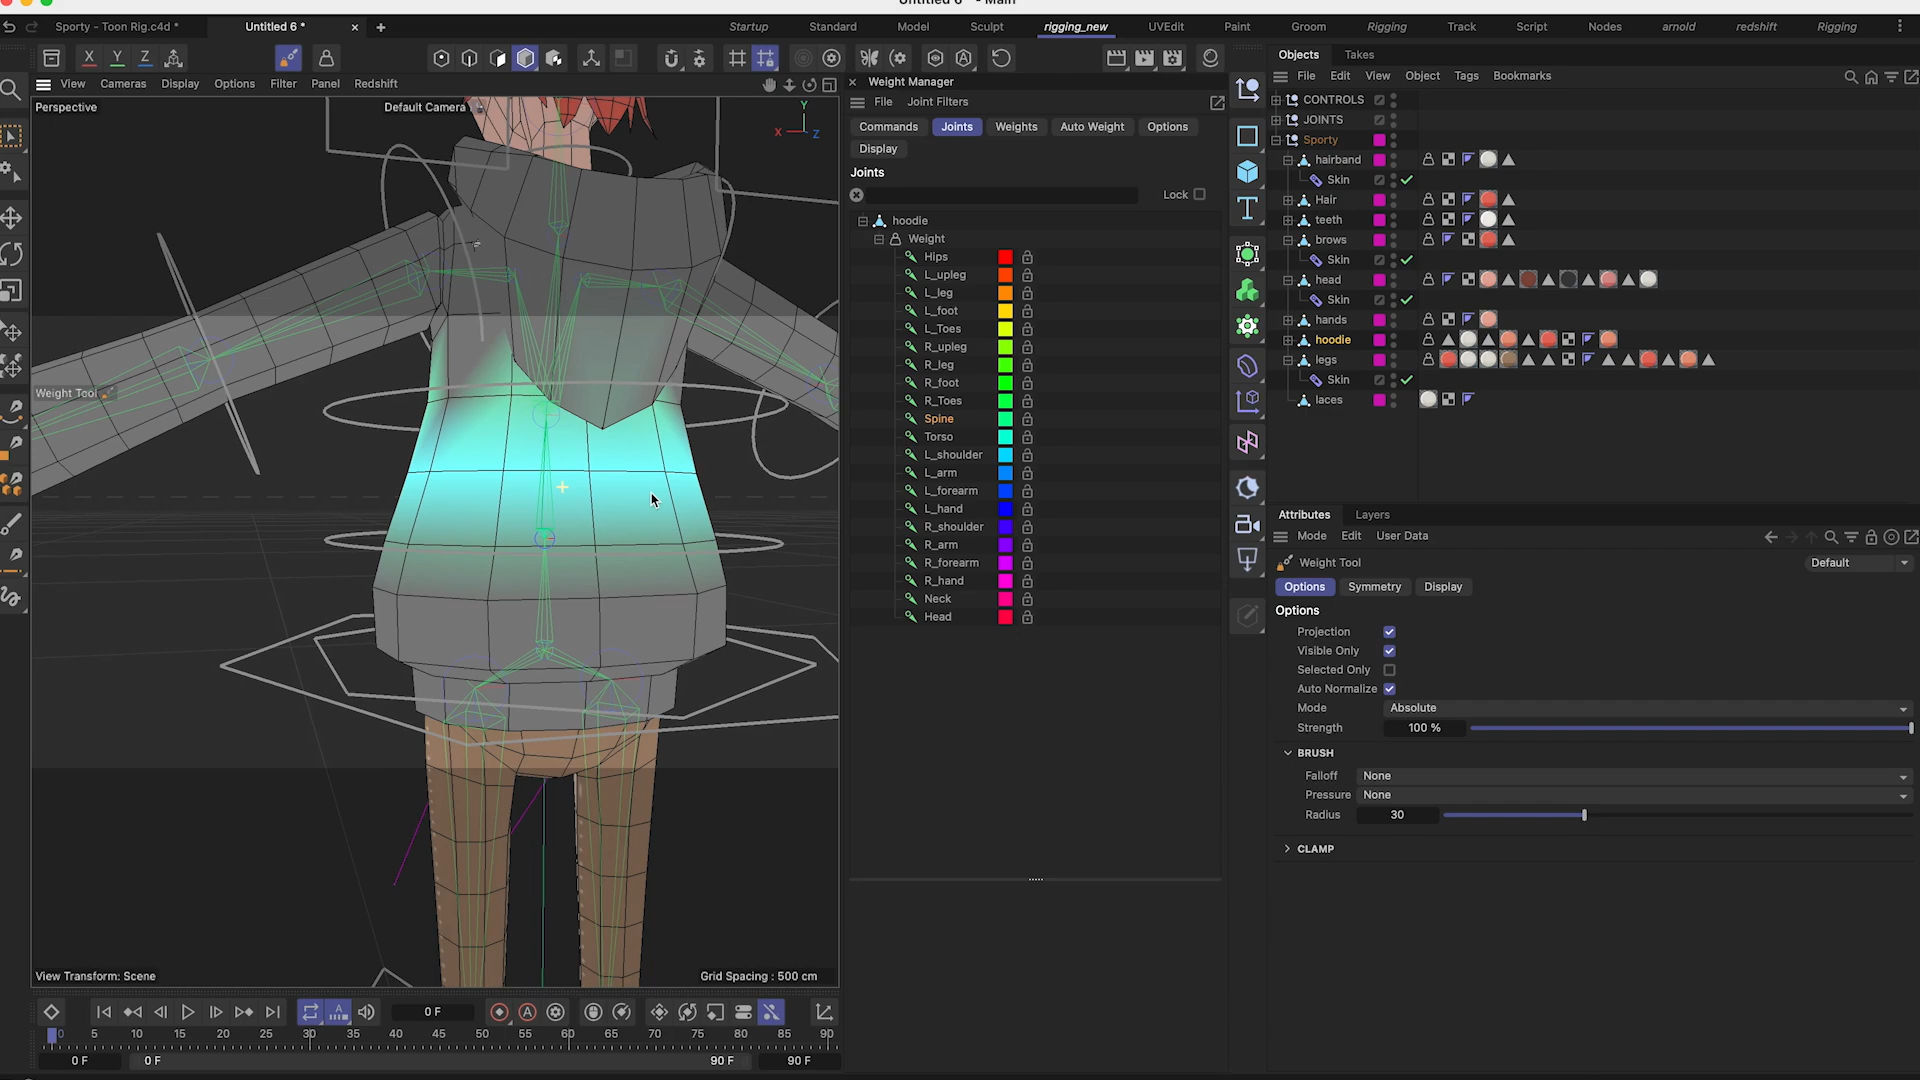 Untitled 6 * - Main
Sporty - Toon Rig.c4d *
Untitled 6 *
Startup
Standard
Model
Sculpt
rigging_new
UVEdit
Paint
Groom
Rigging
Track
Script
Nodes
arnold
redshift
Rigging
X
Y
Z
View
Cameras
Display
Options
Filter
Panel
Redshift
Perspective
Default Camera
Y
X
Z
Weight Tool
View Transform: Scene
Grid Spacing : 500 cm
Weight Manager
File
Joint Filters
Commands
Joints
Weights
Auto Weight
Options
Display
Joints
Lock
hoodie
Weight
Hips
L_upleg
L_leg
L_foot
L_Toes
R_upleg
R_leg
R_foot
R_Toes
Spine
Torso
L_shoulder
L_arm
L_forearm
L_hand
R_shoulder
R_arm
R_forearm
R_hand
Neck
Head
Objects
Takes
File
Edit
View
Object
Tags
Bookmarks
CONTROLS
JOINTS
Sporty
hairband
Skin
Hair
teeth
brows
Skin
head
Skin
hands
hoodie
legs
Skin
laces
Attributes
Layers
Mode
Edit
User Data
Weight Tool
Default
Options
Symmetry
Display
Options
Projection
Visible Only
Selected Only
Auto Normalize
Mode
Absolute
Strength
100 %
BRUSH
Falloff
None
Pressure
None
Radius
30
CLAMP
0 F
0 5 10 15 20 25 30 35 40 45 50 55 60 65 70 75 80 85 90
0 F
0 F
90 F
90 F